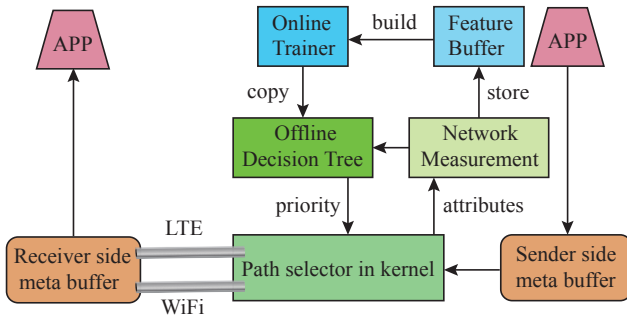 APP
Online
Trainer
build
Feature
Buffer
APP
copy
store
Offline
Decision Tree
Network
Measurement
priority
attributes
LTE
Receiver side
meta buffer
Path selector in kernel
Sender side
meta buffer
WiFi